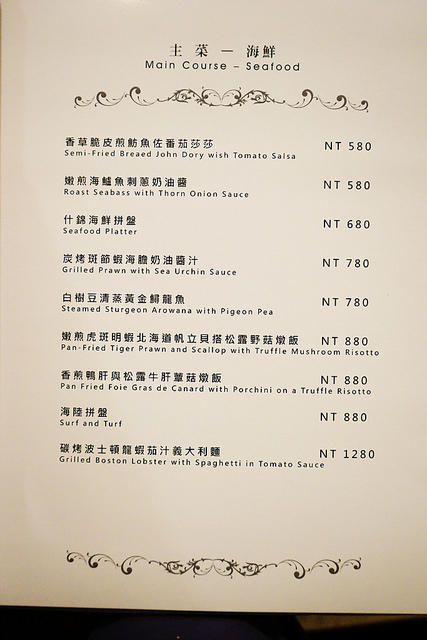 主菜 － 海鮮
Main Course – Seafood
香草脆皮煎魴魚佐番茄莎莎 NT 580
Semi-Fried Breaed John Dory wish Tomato Salsa
嫩煎海鱸魚刺蔥奶油醬 NT 580
Roast Seabass with Thorn Onion Sauce
什錦海鮮拼盤 NT 680
Seafood Platter
炭烤斑節蝦海膽奶油醬汁 NT 780
Grilled Prawn with Sea Urchin Sauce
白樹豆清蒸黃金鱘龍魚 NT 780
Steamed Sturgeon Arowana with Pigeon Pea
嫩煎虎斑明蝦北海道帆立貝搭松露野菇燉飯 NT 880
Pan-Fried Tiger Prawn and Scallop with Truffle Mushroom Risotto
香煎鴨肝與松露牛肝蕈菇燉飯 NT 880
Pan Fried Foie Gras de Canard with Porchini on a Truffle Risotto
海陸拼盤 NT 880
Surf and Turf
碳烤波士頓龍蝦茄汁義大利麵 NT 1280
Grilled Boston Lobster with Spaghetti in Tomato Sauce